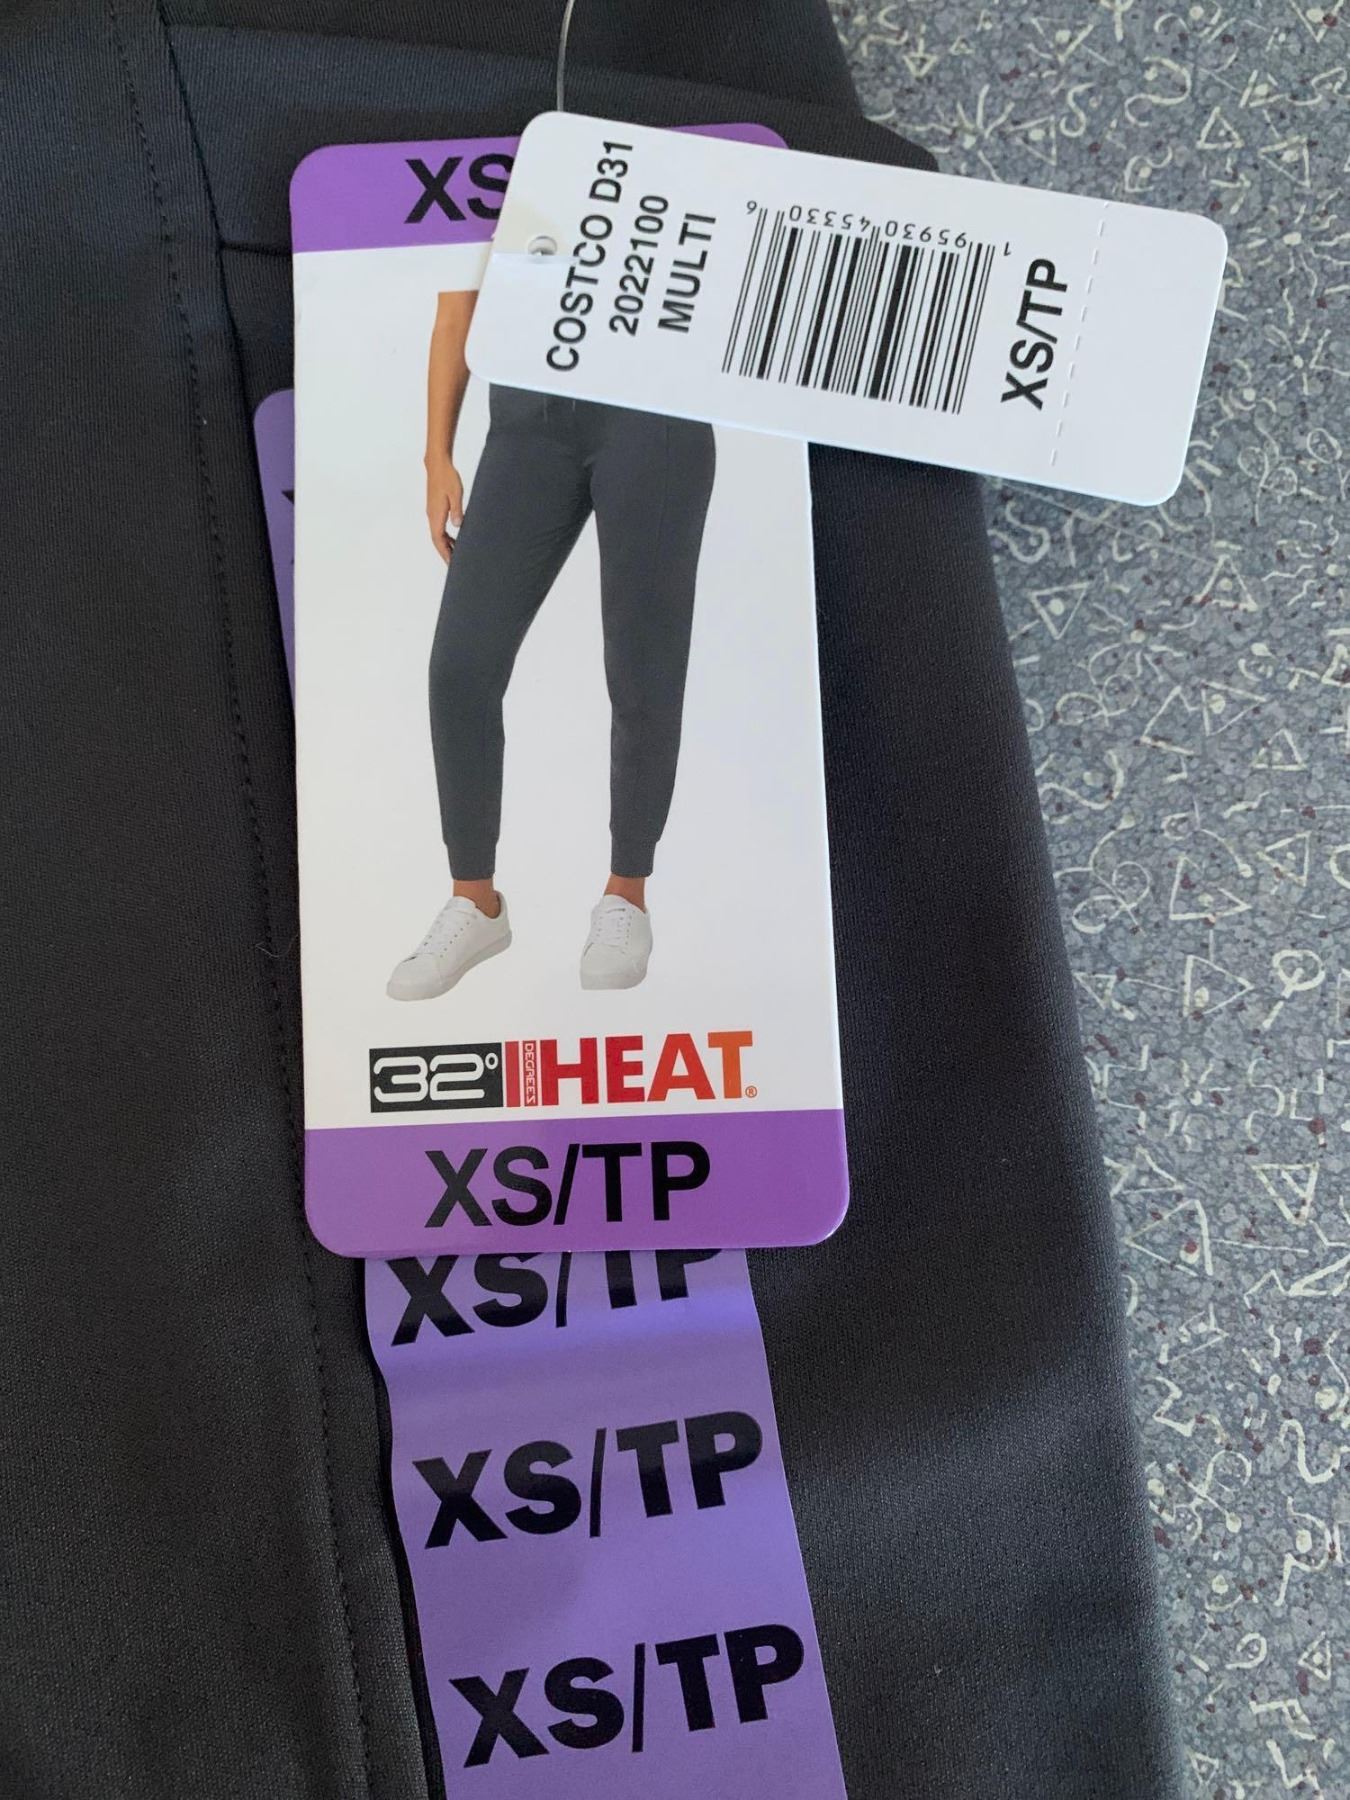 XS
COSTCO D31
2022100
MULTI
1 95930 45330 6
XS/TP
32° DEGREES HEAT®
XS/TP
XS/TP
XS/TP
XS/TP